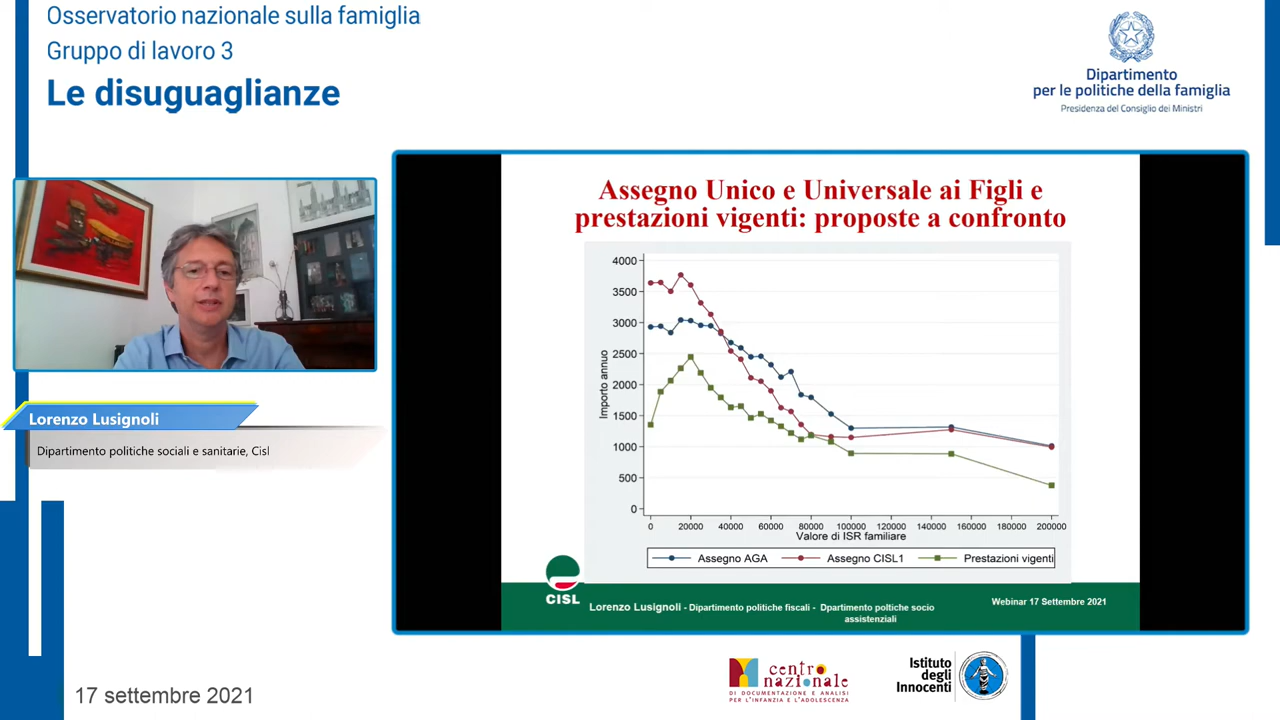 Osservatorio nazionale sulla famiglia
Gruppo di lavoro 3
Le disuguaglianze
Dipartimento
per le politiche della famiglia
Presidenza del Consiglio dei Ministri
Lorenzo Lusignoli
Dipartimento politiche sociali e sanitarie, Cisl
Assegno Unico e Universale ai Figli e
prestazioni vigenti: proposte a confronto
Importo annuo
4000
3500
3000
2500
2000
1500
1000
500
0
0 20000 40000 60000 80000 100000 120000 140000 160000 180000 200000
Valore di ISR familiare
Assegno AGA Assegno CISL1 Prestazioni vigenti
CISL
Lorenzo Lusignoli - Dipartimento politiche fiscali - Dpartimento poltiche socio
assistenziali
Webinar 17 Settembre 2021
17 settembre 2021
centro
nazionale
DI DOCUMENTAZIONE E ANALISI
PER L'INFANZIA E L'ADOLESCENZA
Istituto
degli
Innocenti